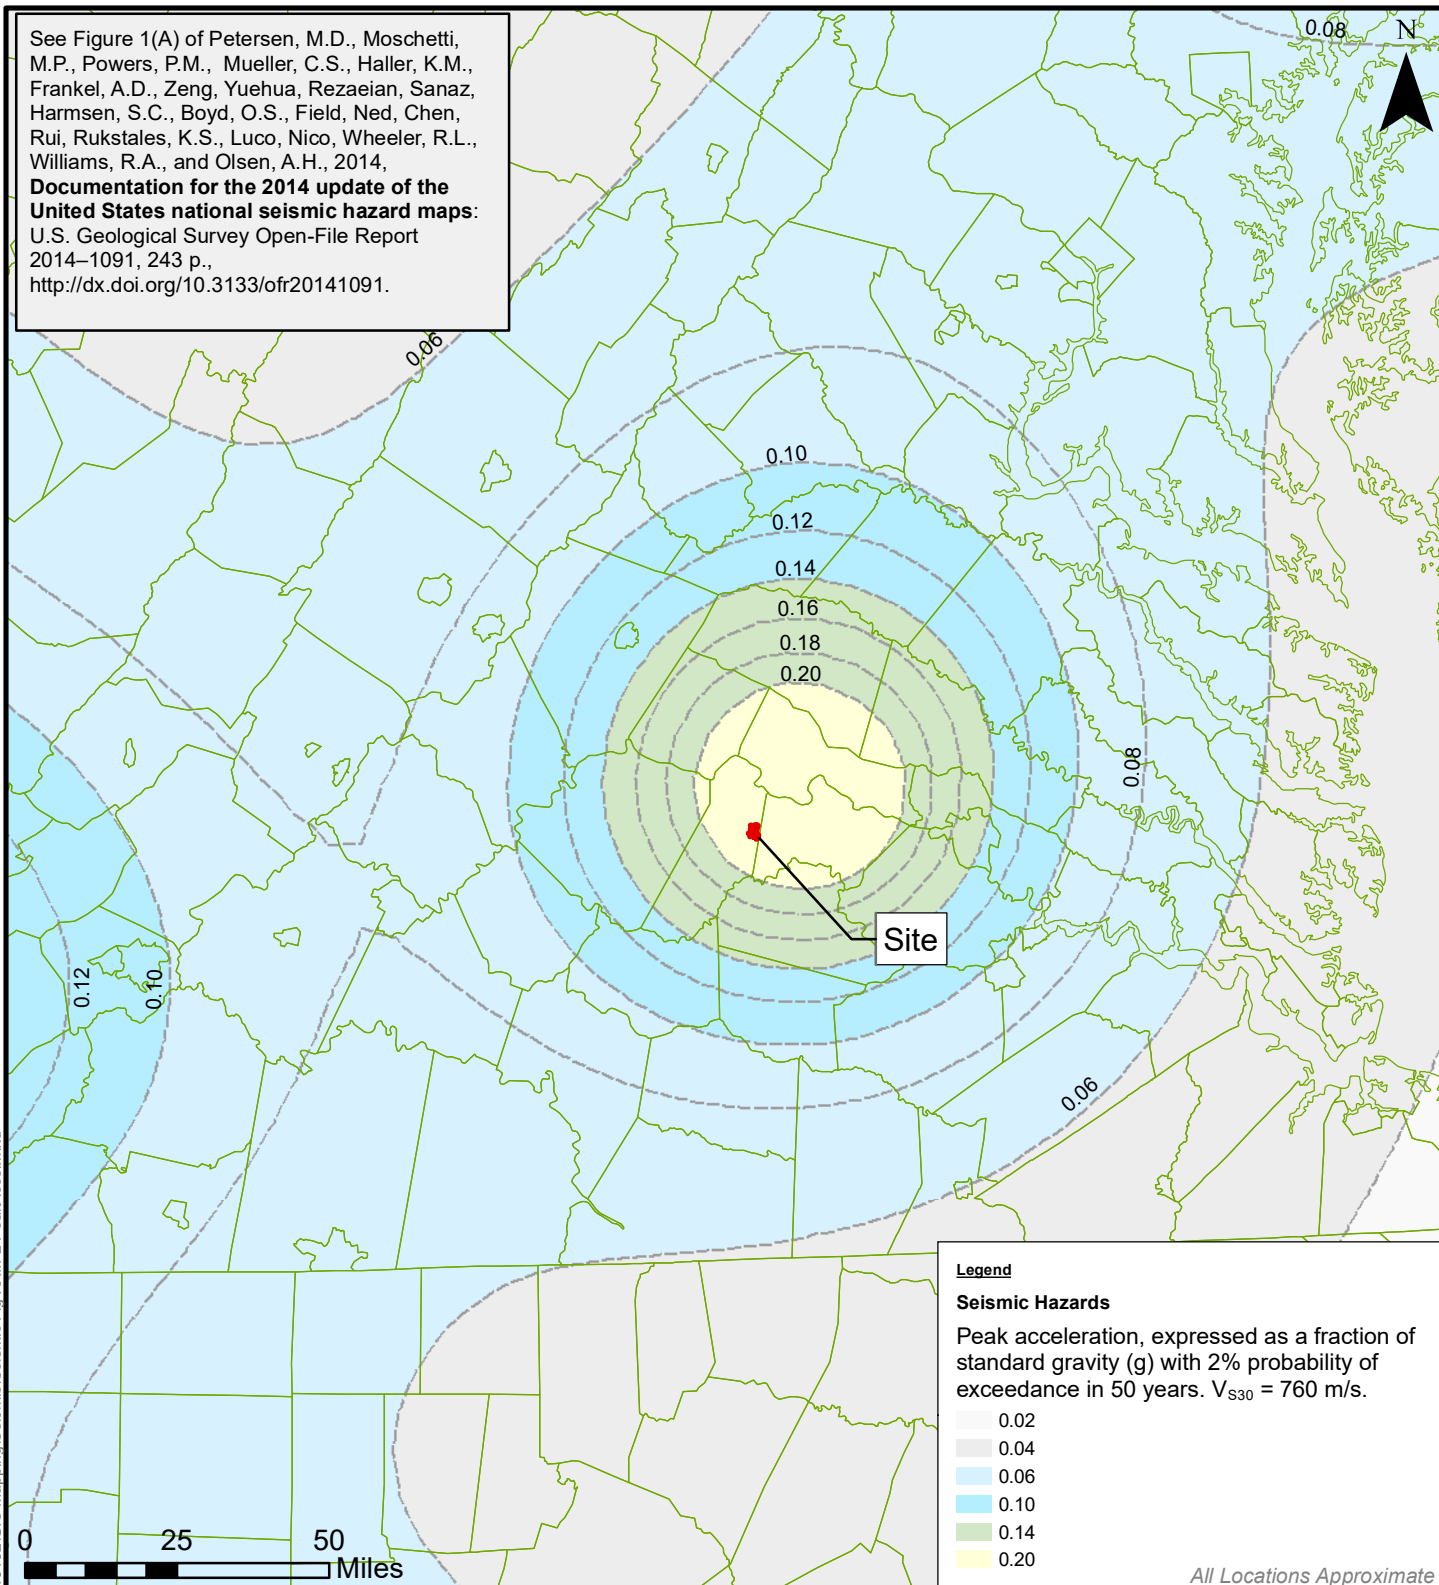 See Figure 1(A) of Petersen, M.D., Moschetti,
M.P., Powers, P.M., Mueller, C.S., Haller, K.M.,
Frankel, A.D., Zeng, Yuehua, Rezaeian, Sanaz,
Harmsen, S.C., Boyd, O.S., Field, Ned, Chen,
Rui, Rukstales, K.S., Luco, Nico, Wheeler, R.L.,
Williams, R.A., and Olsen, A.H., 2014,
Documentation for the 2014 update of the
United States national seismic hazard maps:
U.S. Geological Survey Open-File Report
2014–1091, 243 p.,
http://dx.doi.org/10.3133/ofr20141091.
0.08
N
0.06
0.10
0.12
0.14
0.16
0.18
0.20
0.08
Site
0.12
0.10
0.06
Legend
Seismic Hazards
Peak acceleration, expressed as a fraction of
standard gravity (g) with 2% probability of
exceedance in 50 years. VS30 = 760 m/s.
0.02
0.04
0.06
0.10
0.14
0.20
0 25 50
Miles
All Locations Approximate